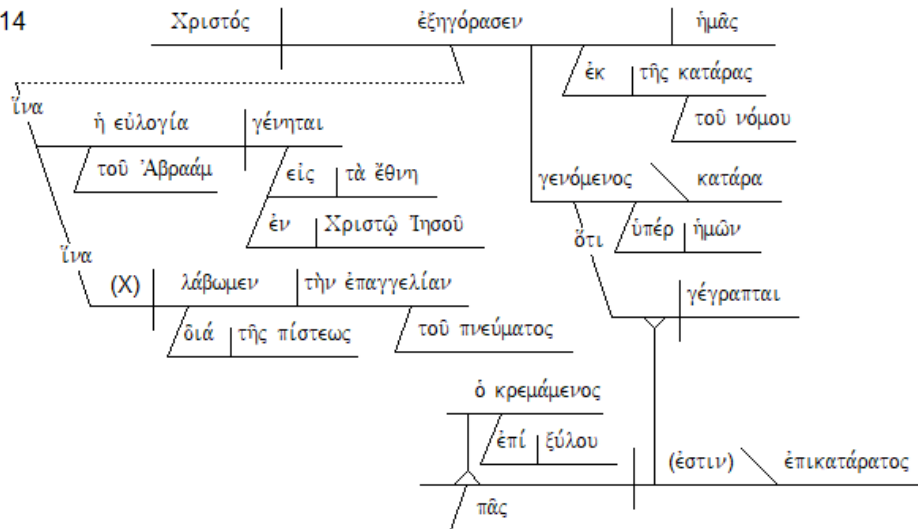 14
Χριστός ἐξηγόρασεν ἡμᾶς
ἐκ τῆς κατάρας
ἵνα
τοῦ νόμου
ἡ εὐλογία γένηται
τοῦ Ἀβραάμ
εἰς τὰ ἔθνη
γενόμενος κατάρα
ἐν Χριστῷ Ἰησοῦ
ὅτι
ὑπέρ ἡμῶν
ἵνα
(X) λάβωμεν τὴν ἐπαγγελίαν
γέγραπται
διά τῆς πίστεως
τοῦ πνεύματος
ὁ κρεμάμενος
ἐπί ξύλου
(ἐστιν) ἐπικατάρατος
πᾶς